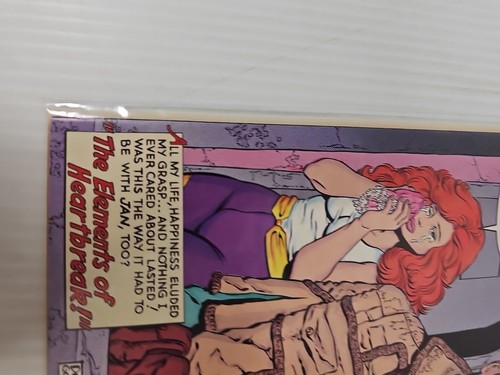 ALL MY LIFE, HAPPINESS ELUDED
MY GRASP... AND NOTHING I
EVER CARED ABOUT LASTED!
WAS THIS THE WAY IT HAD TO
BE WITH JAM, TOO?
"The Elements of
Heartbreak!"